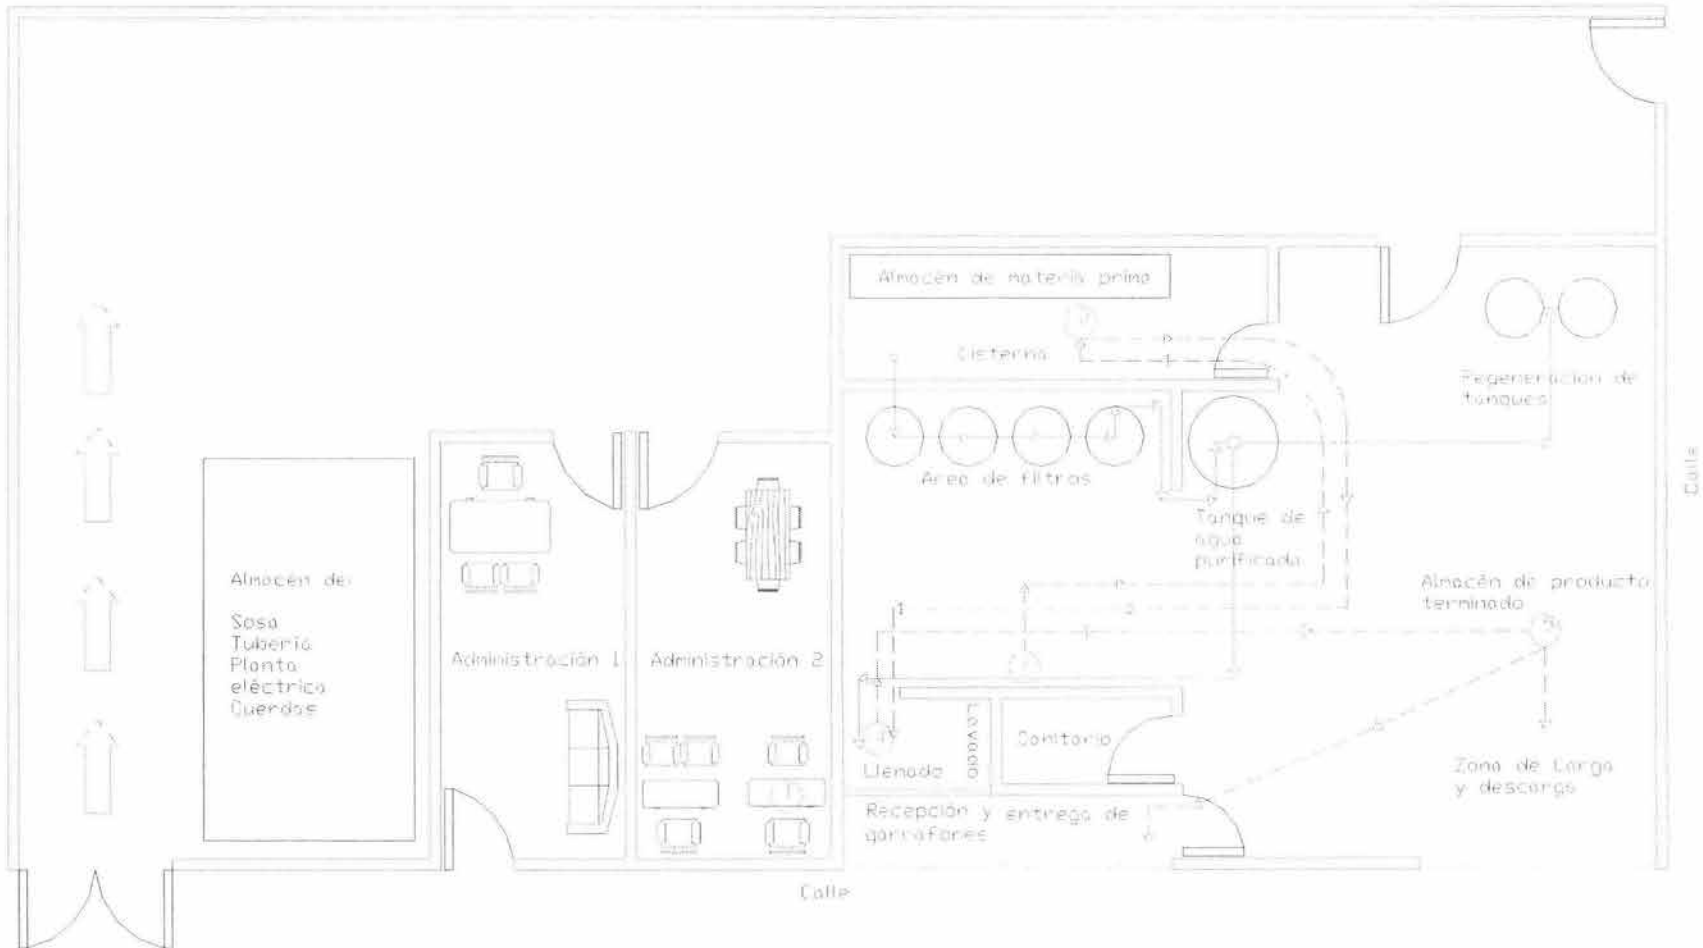 Almacén de materia prima
Cisterna
Regeneracion de
tanques
Area de filtros
Calle
Tanque de
agua
purificada
Almacén de:
Sosa
Tubería
Planta
eléctrica
Cuerdas
Almacén de producto
terminado
1
Administración 1
Administración 2
Lavado
Sanitario
Llenado
Zona de Carga
y descarga
Recepción y entrega de
garrafones
Calle